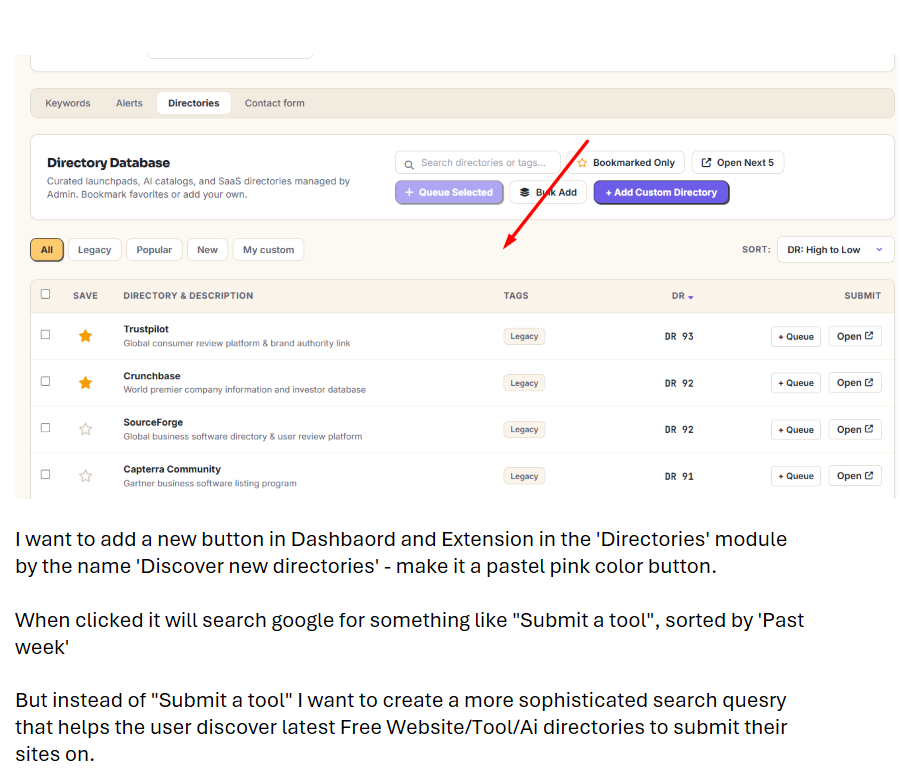 Keywords Alerts Directories Contact form
Directory Database
Curated launchpads, AI catalogs, and SaaS directories managed by
Admin. Bookmark favorites or add your own.
Search directories or tags... Bookmarked Only Open Next 5
+ Queue Selected Bulk Add + Add Custom Directory
All Legacy Popular New My custom SORT: DR: High to Low
SAVE DIRECTORY & DESCRIPTION TAGS DR SUBMIT
Trustpilot
Global consumer review platform & brand authority link
Legacy DR 93 + Queue Open
Crunchbase
World premier company information and investor database
Legacy DR 92 + Queue Open
SourceForge
Global business software directory & user review platform
Legacy DR 92 + Queue Open
Capterra Community
Gartner business software listing program
Legacy DR 91 + Queue Open
I want to add a new button in Dashbaord and Extension in the 'Directories' module
by the name 'Discover new directories' - make it a pastel pink color button.
When clicked it will search google for something like "Submit a tool", sorted by 'Past
week'
But instead of "Submit a tool" I want to create a more sophisticated search quesry
that helps the user discover latest Free Website/Tool/Ai directories to submit their
sites on.